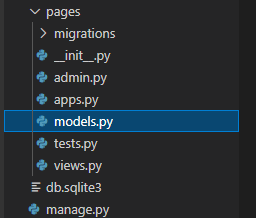 pages
migrations
__init__.py
admin.py
apps.py
models.py
tests.py
views.py
db.sqlite3
manage.py